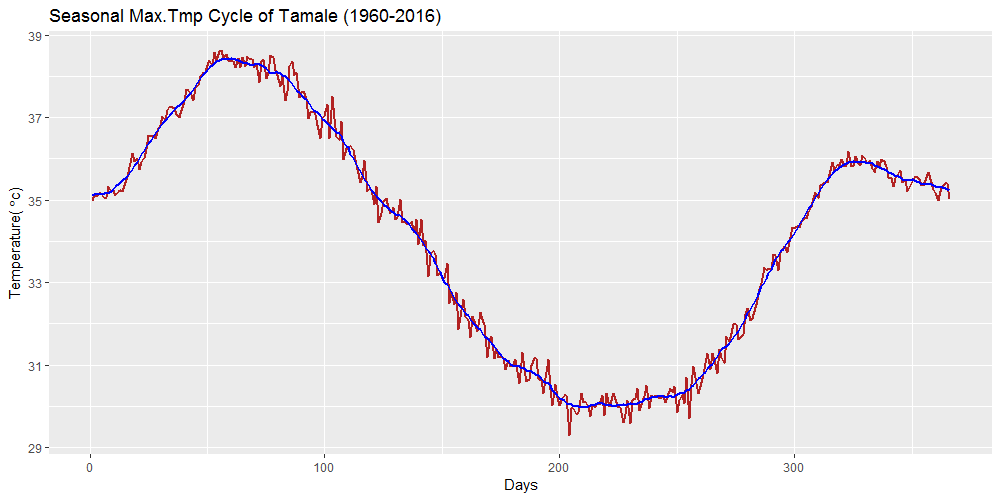 Seasonal Max.Tmp Cycle of Tamale (1960-2016)
39
37
35
33
31
29
Temperature( °c)
0 100 200 300
Days